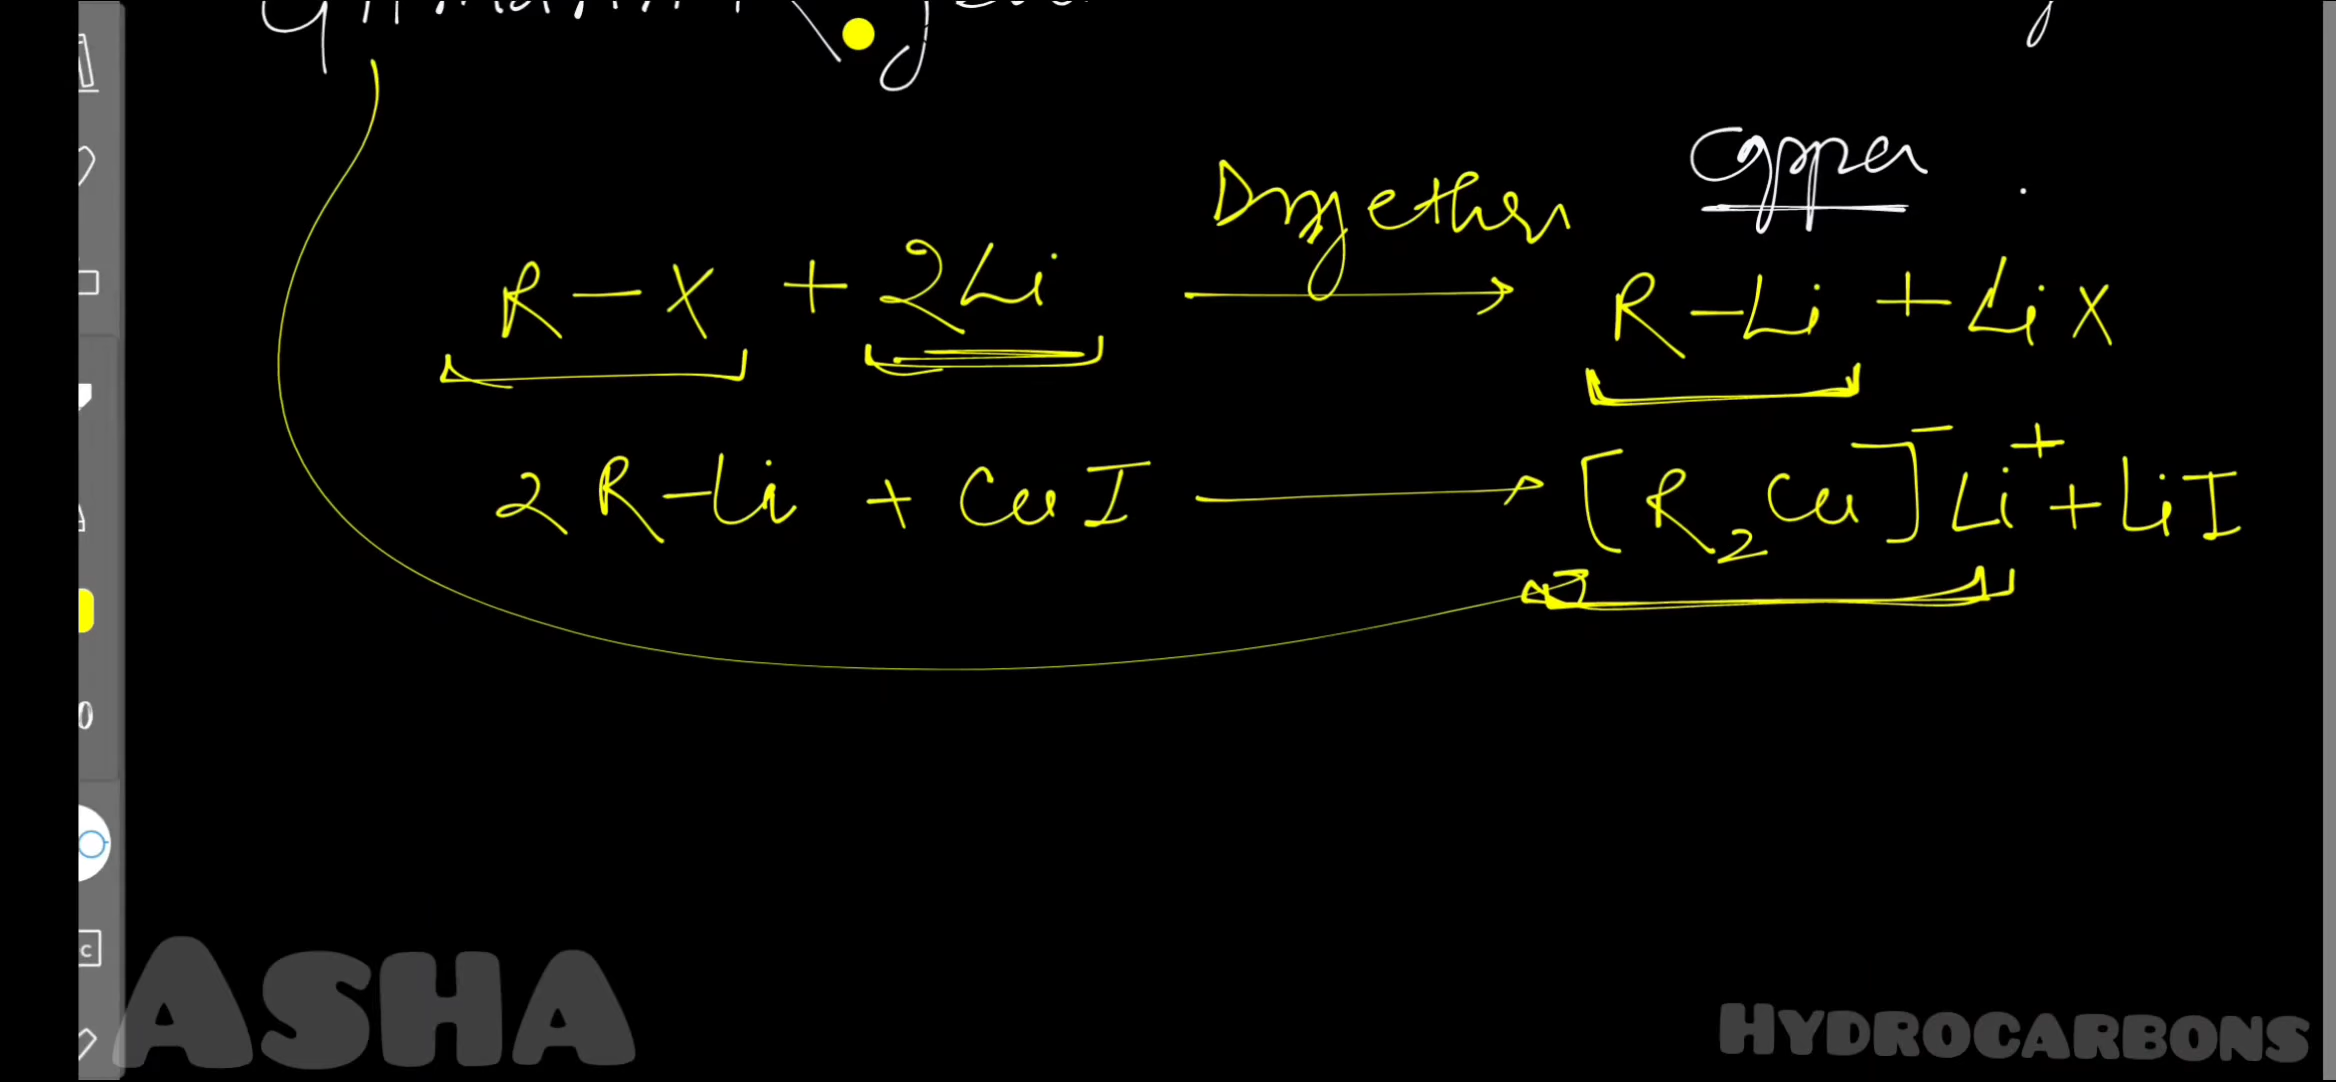 copper
Dry ether
R-X + 2Li → R-Li + LiX
2R-Li + CuI → [R₂Cu]⁻Li⁺ + LiI
C
ASHA
HYDROCARBONS